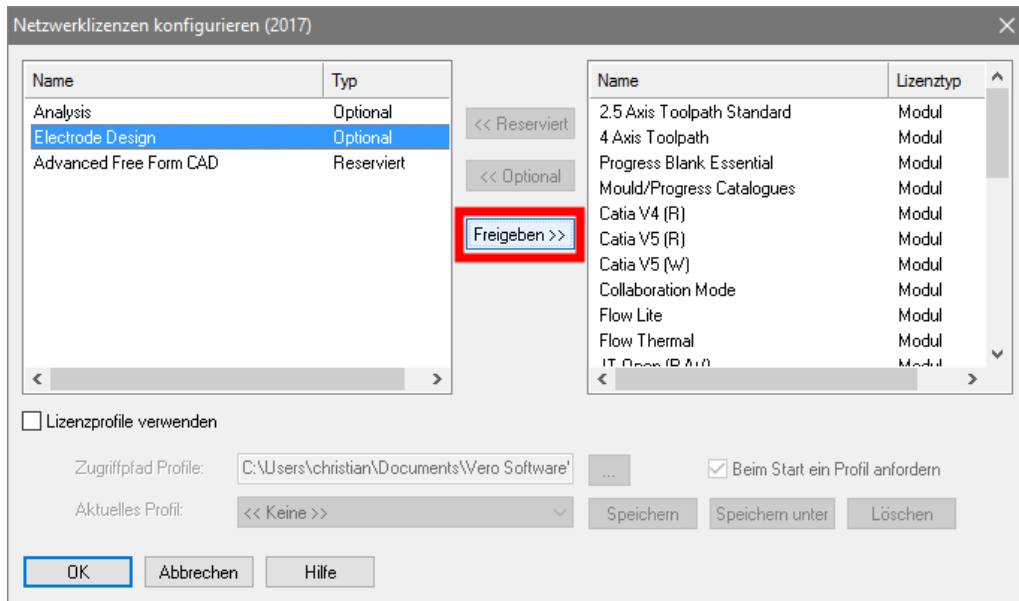 Netzwerklizenzen konfigurieren (2017)
Name Typ
Analysis Optional
Electrode Design Optional
Advanced Free Form CAD Reserviert
<< Reserviert
<< Optional
Freigeben >>
Name Lizenztyp
2.5 Axis Toolpath Standard Modul
4 Axis Toolpath Modul
Progress Blank Essential Modul
Mould/Progress Catalogues Modul
Catia V4 (R) Modul
Catia V5 (R) Modul
Catia V5 (W) Modul
Collaboration Mode Modul
Flow Lite Modul
Flow Thermal Modul
Lizenzprofile verwenden
Zugriffpfad Profile: C:\Users\christian\Documents\Vero Software' ... Beim Start ein Profil anfordern
Aktuelles Profil: << Keine >> Speichern Speichern unter Löschen
OK Abbrechen Hilfe